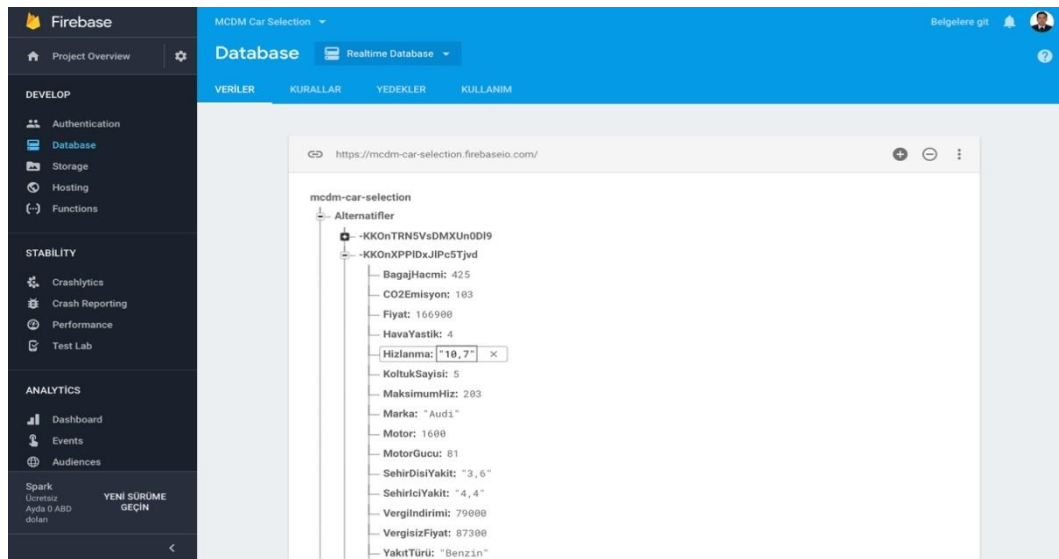 Firebase
Project Overview
DEVELOP
Authentication
Database
Storage
Hosting
Functions
STABİLİTY
Crashlytics
Crash Reporting
Performance
Test Lab
ANALYTİCS
Dashboard
Events
Audiences
Spark
Ücretsiz
Ayda 0 ABD
doları
YENİ SÜRÜME
GEÇİN
MCDM Car Selection
Belgelere git
Database
Realtime Database
VERİLER KURALLAR YEDEKLER KULLANIM
https://mcdm-car-selection.firebaseio.com/
mcdm-car-selection
Alternatifler
-KKOnTRN5VsDMXUn0Dl9
-KKOnXPPlDxJlPc5Tjvd
BagajHacmi: 425
CO2Emisyon: 103
Fiyat: 166900
HavaYastik: 4
Hizlanma: "10,7"
KoltukSayisi: 5
MaksimumHiz: 203
Marka: "Audi"
Motor: 1600
MotorGucu: 81
SehirDisiYakit: "3,6"
SehirIciYakit: "4,4"
VergiIndirimi: 79000
VergisizFiyat: 87300
YakıtTürü: "Benzin"